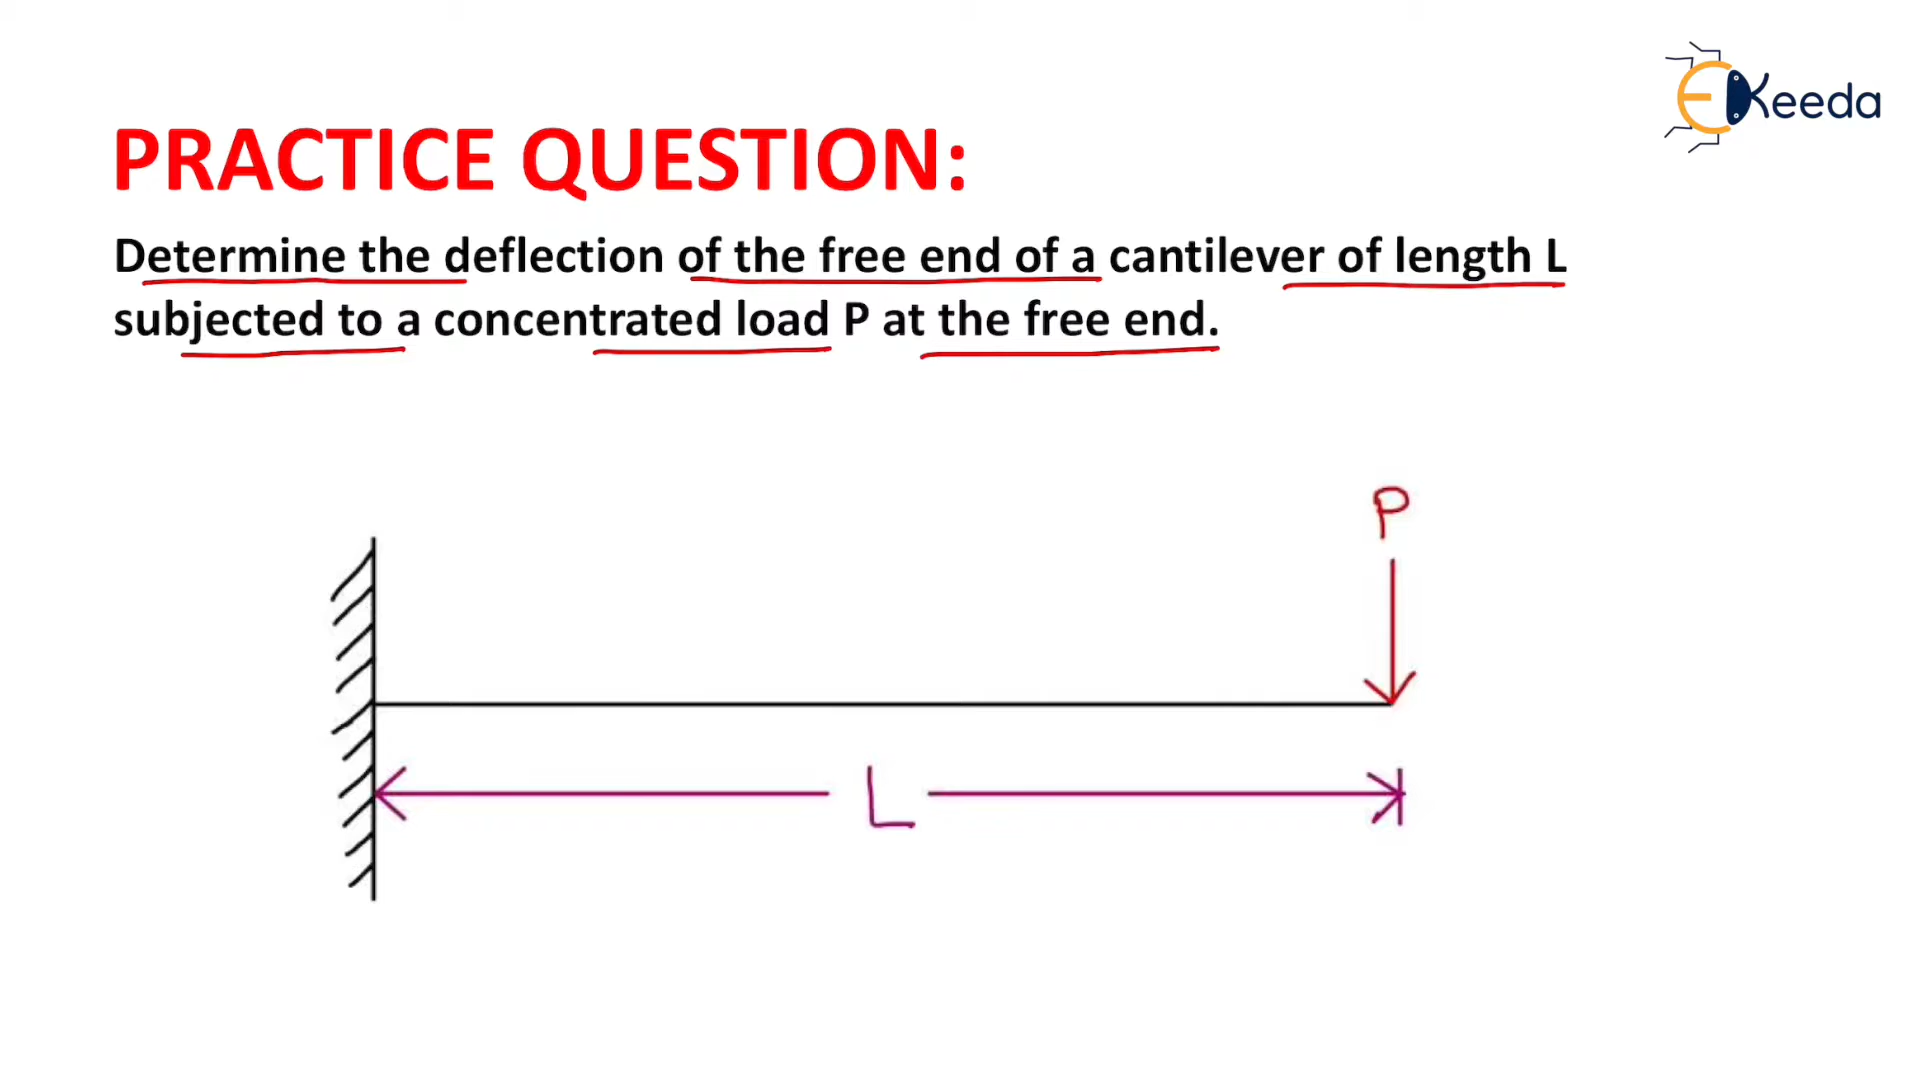 EKeeda
PRACTICE QUESTION:
Determine the deflection of the free end of a cantilever of length L
subjected to a concentrated load P at the free end.
P
L